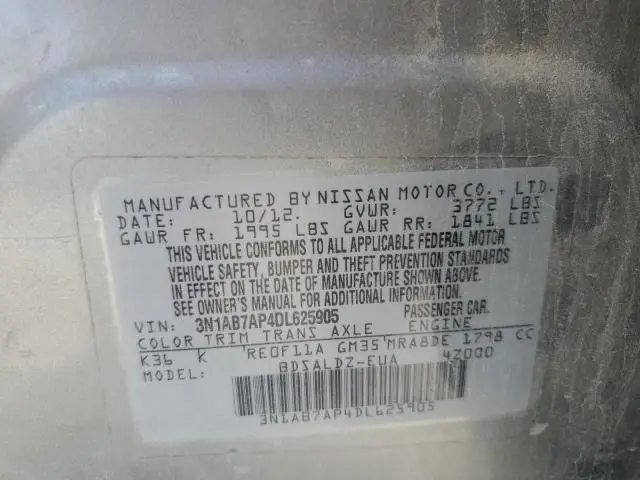 MANUFACTURED BY NISSAN MOTOR CO., LTD.
DATE: 10/12. GVWR: 3772 LBS
GAWR FR: 1995 LBS GAWR RR: 1841 LBS
THIS VEHICLE CONFORMS TO ALL APPLICABLE FEDERAL MOTOR
VEHICLE SAFETY, BUMPER AND THEFT PREVENTION STANDARDS
IN EFFECT ON THE DATE OF MANUFACTURE SHOWN ABOVE.
SEE OWNER'S MANUAL FOR ADDITIONAL INFORMATION.
VIN: 3N1AB7AP4DL625905 PASSENGER CAR.
COLOR TRIM TRANS AXLE ENGINE
K36 K RE0F11A GM35 MRA8DE 1798 CC
MODEL: BDSALDZ-EUA 42000
3N1AB7AP4DL625905